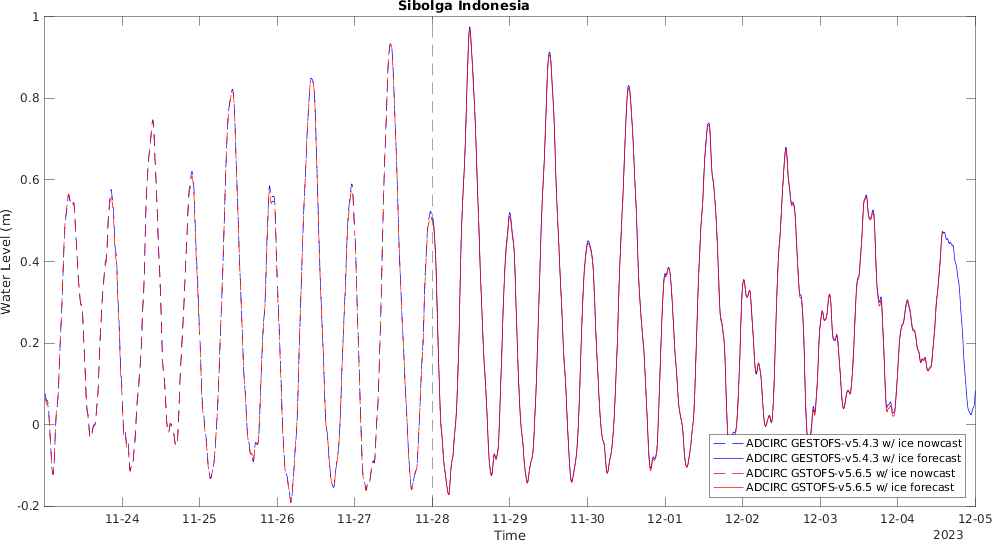 Sibolga Indonesia
1
0.8
0.6
0.4
0.2
0
-0.2
Water Level (m)
11-24
11-25
11-26
11-27
11-28
11-29
11-30
12-01
12-02
12-03
12-04
12-05
Time
2023
ADCIRC GESTOFS-v5.4.3 w/ ice nowcast
ADCIRC GESTOFS-v5.4.3 w/ ice forecast
ADCIRC GSTOFS-v5.6.5 w/ ice nowcast
ADCIRC GSTOFS-v5.6.5 w/ ice forecast